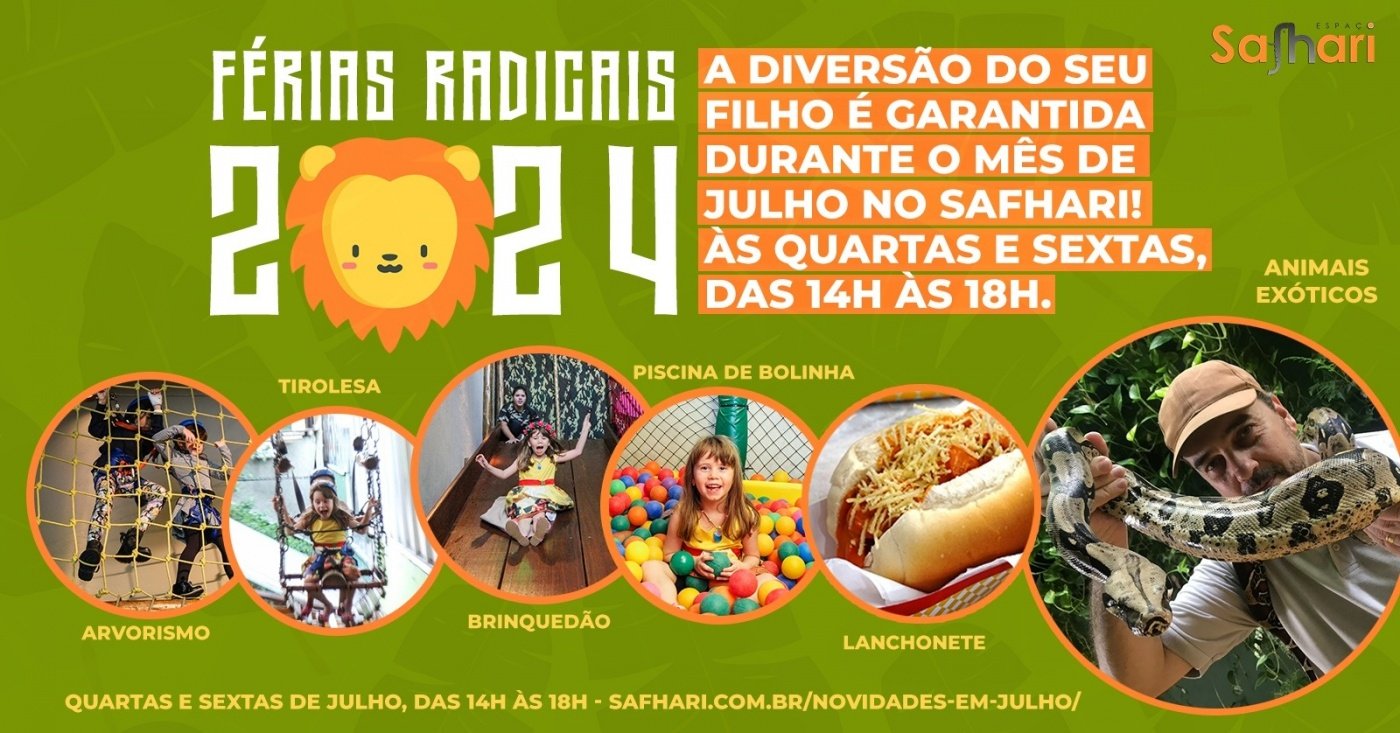 FÉRIAS RADICAIS
2024
A DIVERSÃO DO SEU
FILHO É GARANTIDA
DURANTE O MÊS DE
JULHO NO SAFHARI!
ÀS QUARTAS E SEXTAS,
DAS 14H ÀS 18H.
ESPAÇO
Safhari
ANIMAIS
EXÓTICOS
TIROLESA
PISCINA DE BOLINHA
ARVORISMO
BRINQUEDÃO
LANCHONETE
QUARTAS E SEXTAS DE JULHO, DAS 14H ÀS 18H - SAFHARI.COM.BR/NOVIDADES-EM-JULHO/